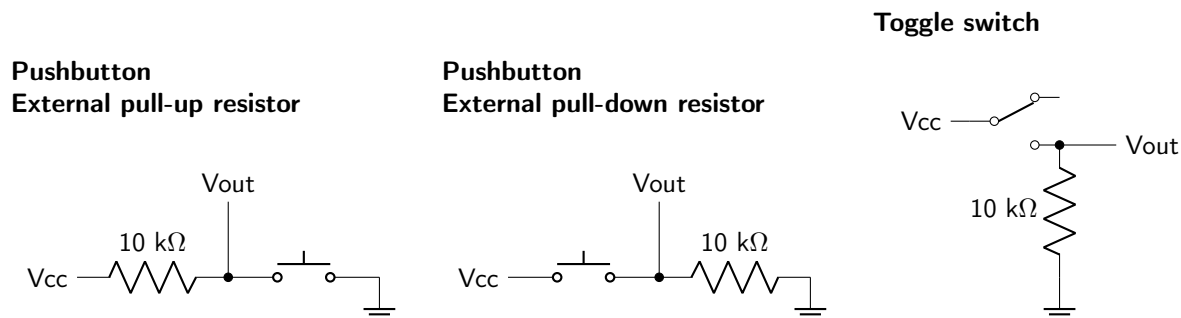 Pushbutton
External pull-up resistor
Vout
10 kΩ
Vcc
Pushbutton
External pull-down resistor
Vout
10 kΩ
Vcc
Toggle switch
Vcc
Vout
10 kΩ